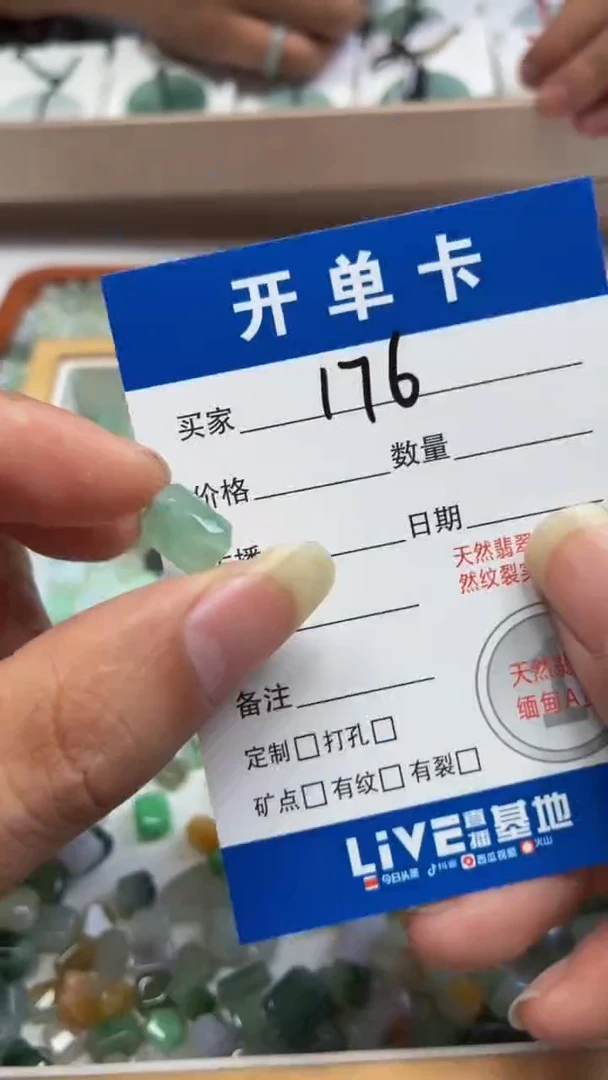 开单卡
买家 176
价格 数量
播 日期
天然翡翠
然纹裂
天然
缅甸A
备注
定制□打孔□
矿点□有纹□有裂□
LiVE直播基地
今日头条 抖音 西瓜视频 火山